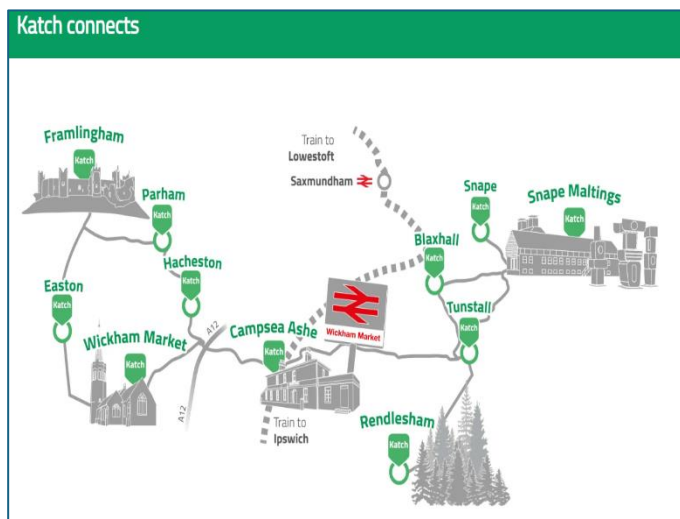 Katch connects
Framlingham
Katch
Parham
Katch
Hacheston
Katch
Easton
Katch
Wickham Market
Katch
A12
A12
Campsea Ashe
Katch
Train to
Ipswich
Train to
Lowestoft
Saxmundham
Wickham Market
Blaxhall
Katch
Snape
Katch
Snape Maltings
Katch
Tunstall
Katch
Rendlesham
Katch